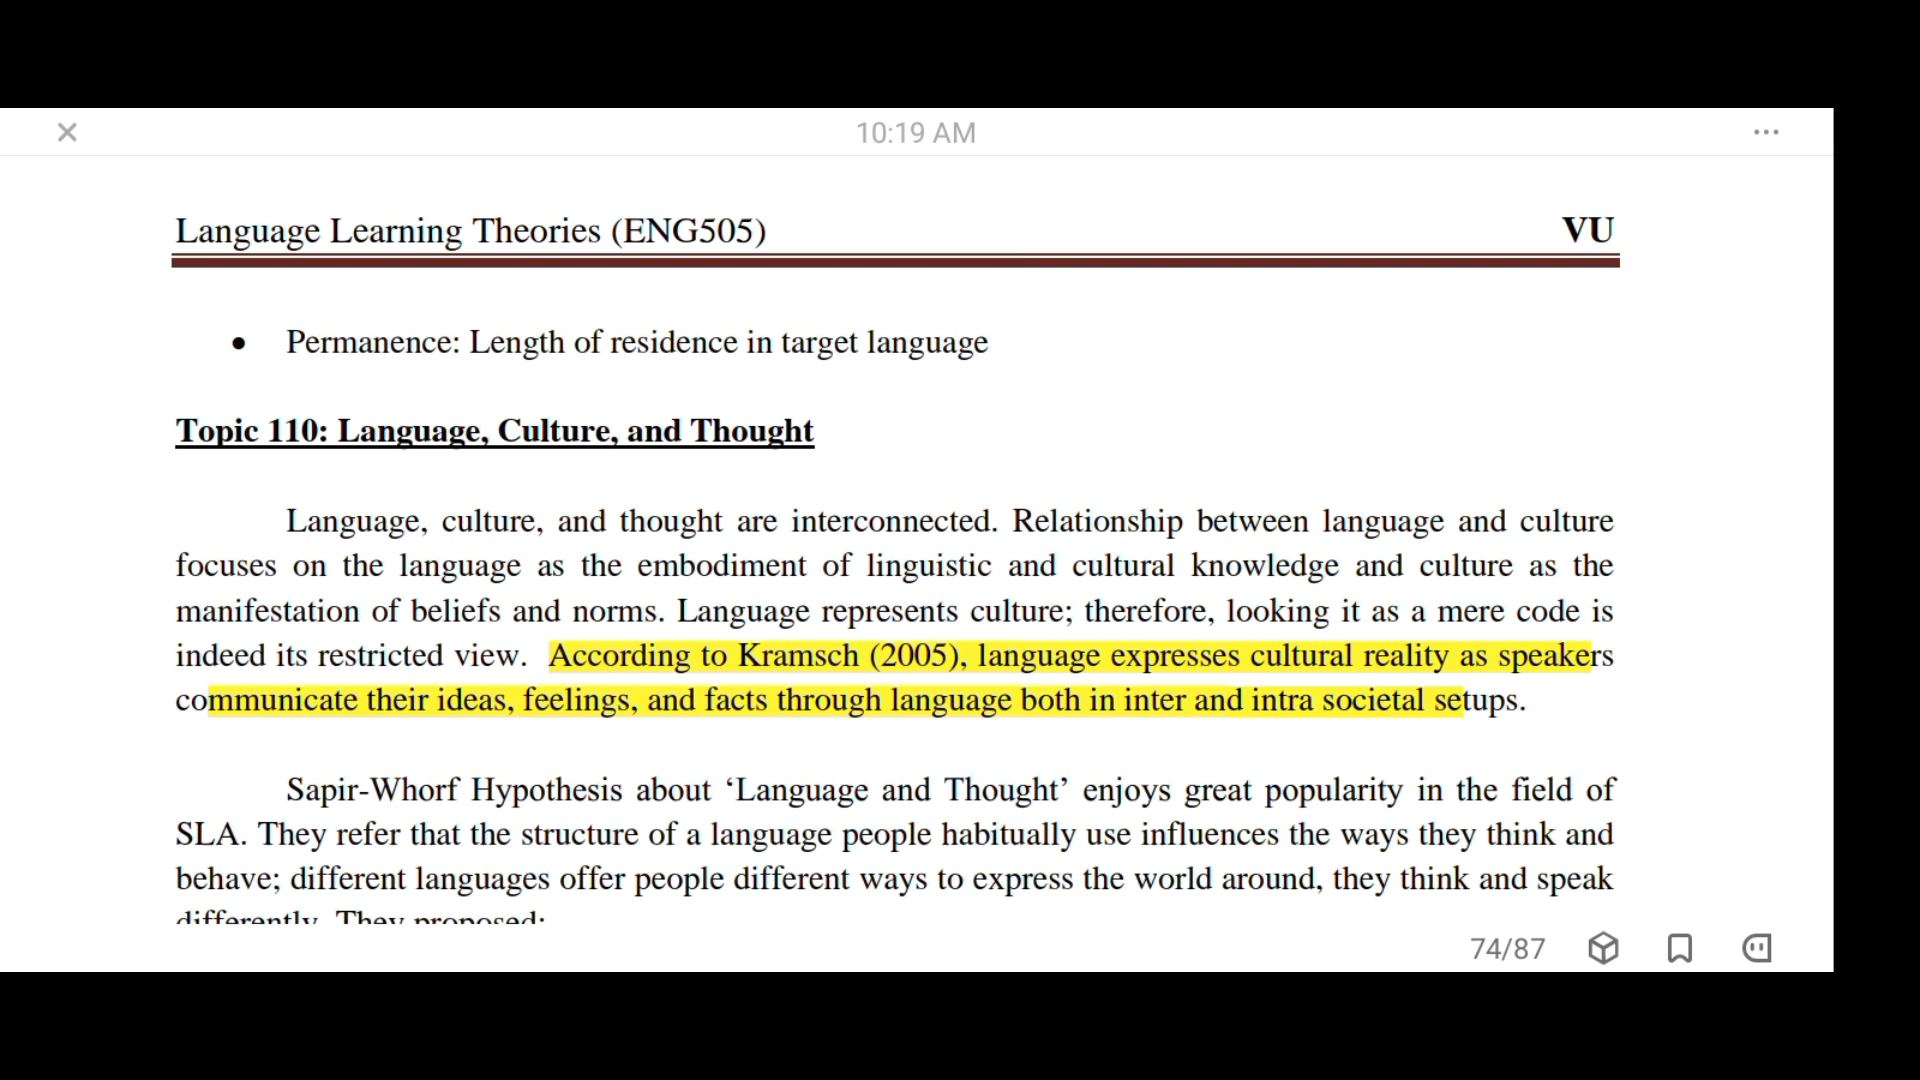 10:19 AM
Language Learning Theories (ENG505) VU
• Permanence: Length of residence in target language
Topic 110: Language, Culture, and Thought
Language, culture, and thought are interconnected. Relationship between language and culture
focuses on the language as the embodiment of linguistic and cultural knowledge and culture as the
manifestation of beliefs and norms. Language represents culture; therefore, looking it as a mere code is
indeed its restricted view. According to Kramsch (2005), language expresses cultural reality as speakers
communicate their ideas, feelings, and facts through language both in inter and intra societal setups.
Sapir-Whorf Hypothesis about ‘Language and Thought’ enjoys great popularity in the field of
SLA. They refer that the structure of a language people habitually use influences the ways they think and
behave; different languages offer people different ways to express the world around, they think and speak
differently. They proposed:
74/87